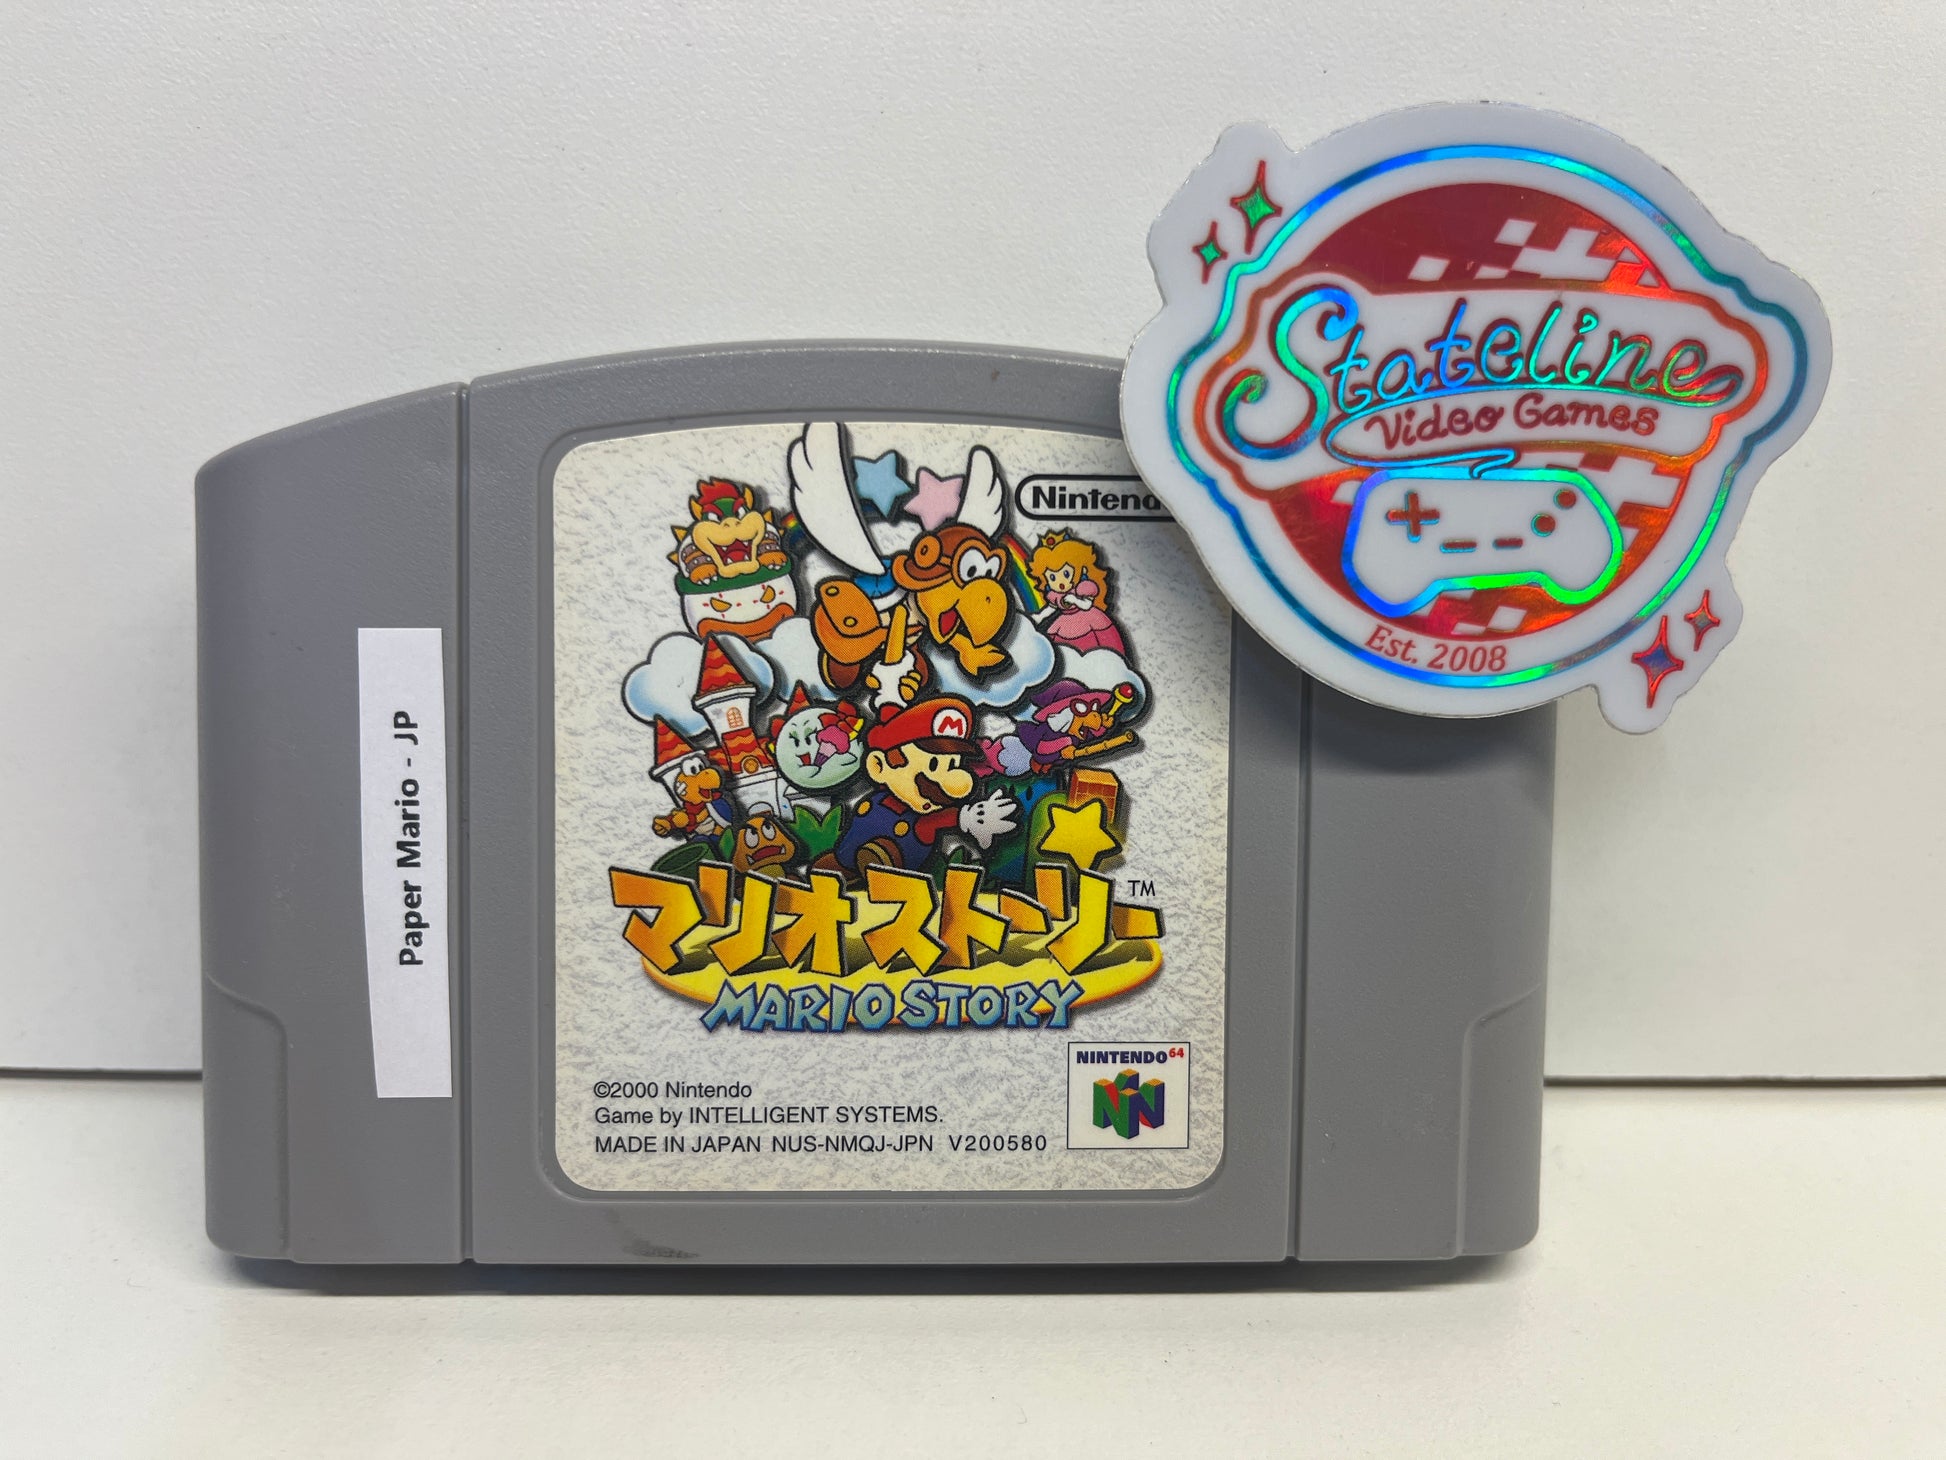 Stateline
Video Games
Est. 2008
Nintendo
Paper Mario - JP
M
マリオストーリー
TM
MARIO STORY
NINTENDO64
©2000 Nintendo
Game by INTELLIGENT SYSTEMS.
MADE IN JAPAN NUS-NMQJ-JPN V200580